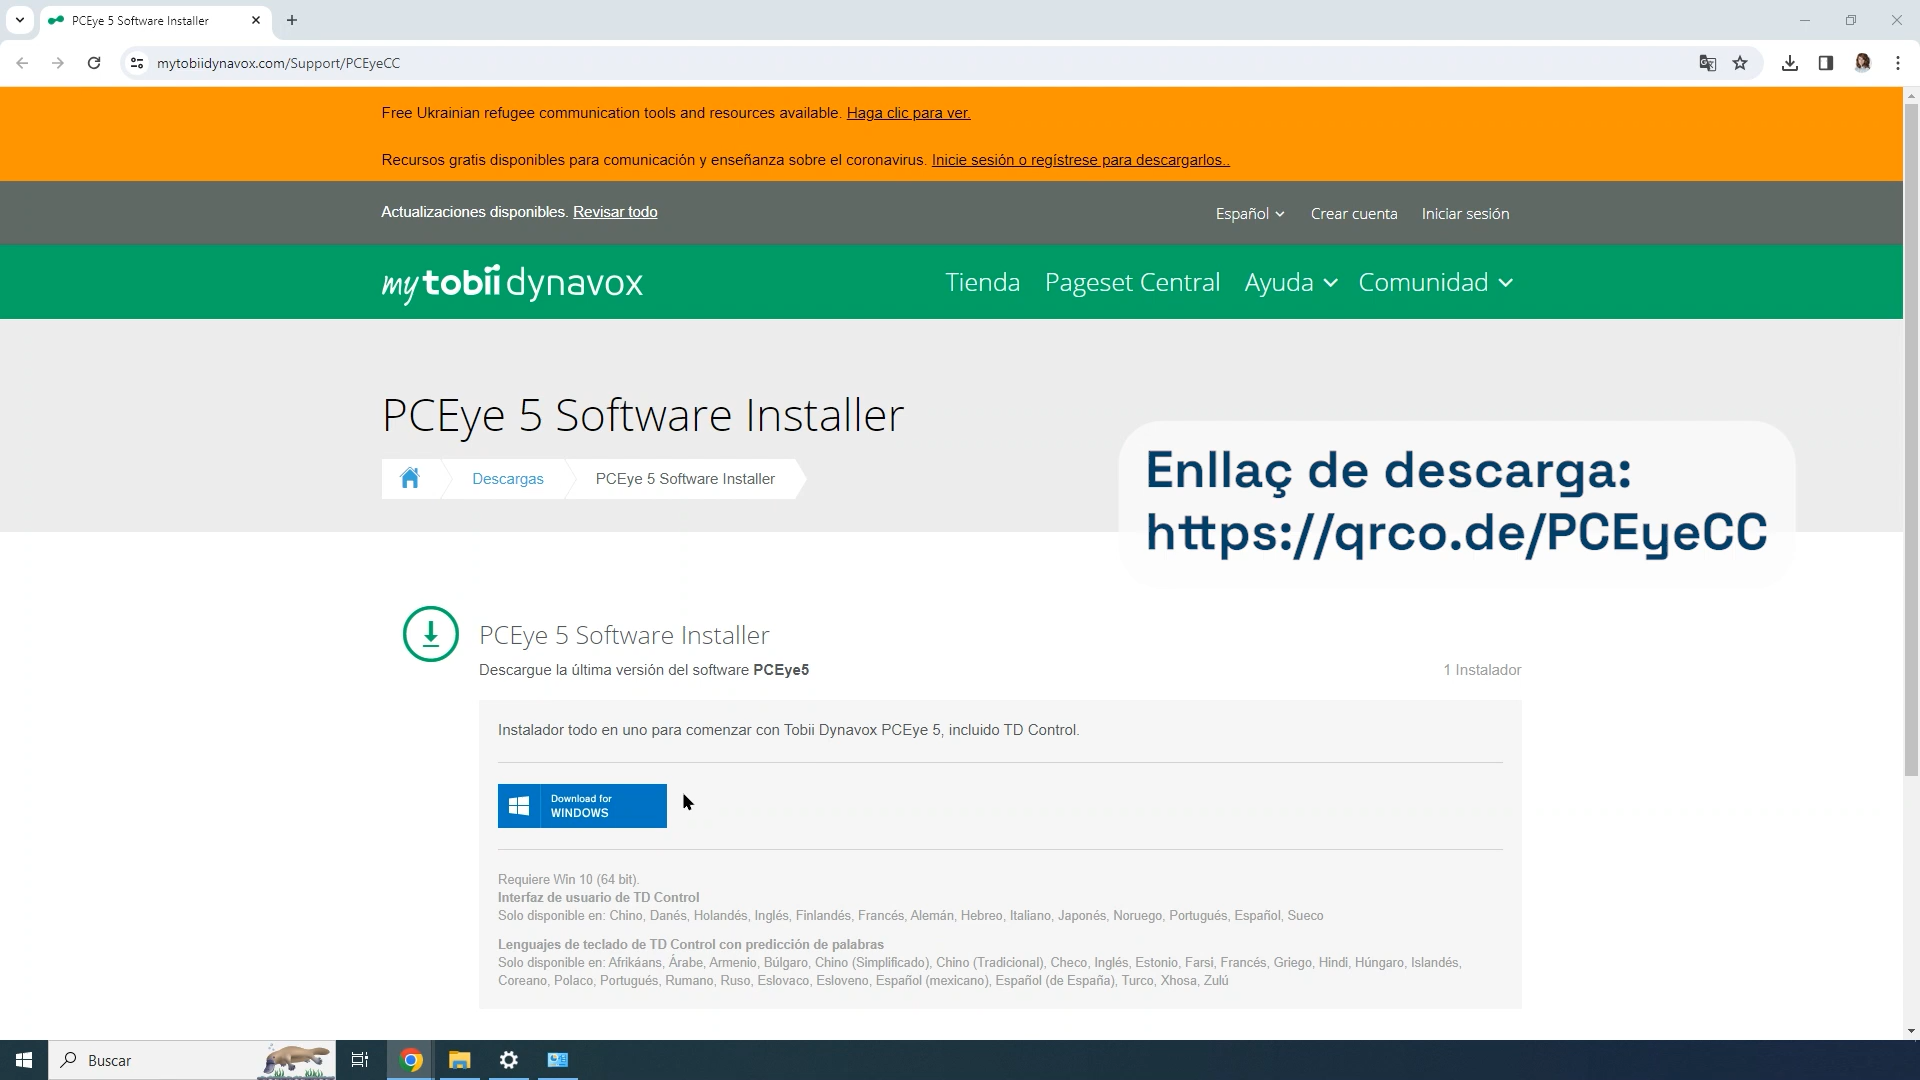 PCEye 5 Software Installer
mytobiidynavox.com/Support/PCEyeCC
Free Ukrainian refugee communication tools and resources available. Haga clic para ver.
Recursos gratis disponibles para comunicación y enseñanza sobre el coronavirus. Inicie sesión o regístrese para descargarlos..
Actualizaciones disponibles. Revisar todo
Español Crear cuenta Iniciar sesión
my tobii dynavox
Tienda Pageset Central Ayuda Comunidad
PCEye 5 Software Installer
Descargas PCEye 5 Software Installer
Enllaç de descarga:
https://qrco.de/PCEyeCC
PCEye 5 Software Installer
Descargue la última versión del software PCEye5
1 Instalador
Instalador todo en uno para comenzar con Tobii Dynavox PCEye 5, incluido TD Control.
Download for
WINDOWS
Requiere Win 10 (64 bit).
Interfaz de usuario de TD Control
Solo disponible en: Chino, Danés, Holandés, Inglés, Finlandés, Francés, Alemán, Hebreo, Italiano, Japonés, Noruego, Portugués, Español, Sueco
Lenguajes de teclado de TD Control con predicción de palabras
Solo disponible en: Afrikáans, Árabe, Armenio, Búlgaro, Chino (Simplificado), Chino (Tradicional), Checo, Inglés, Estonio, Farsi, Francés, Griego, Hindi, Húngaro, Islandés,
Coreano, Polaco, Portugués, Rumano, Ruso, Eslovaco, Esloveno, Español (mexicano), Español (de España), Turco, Xhosa, Zulú
Buscar